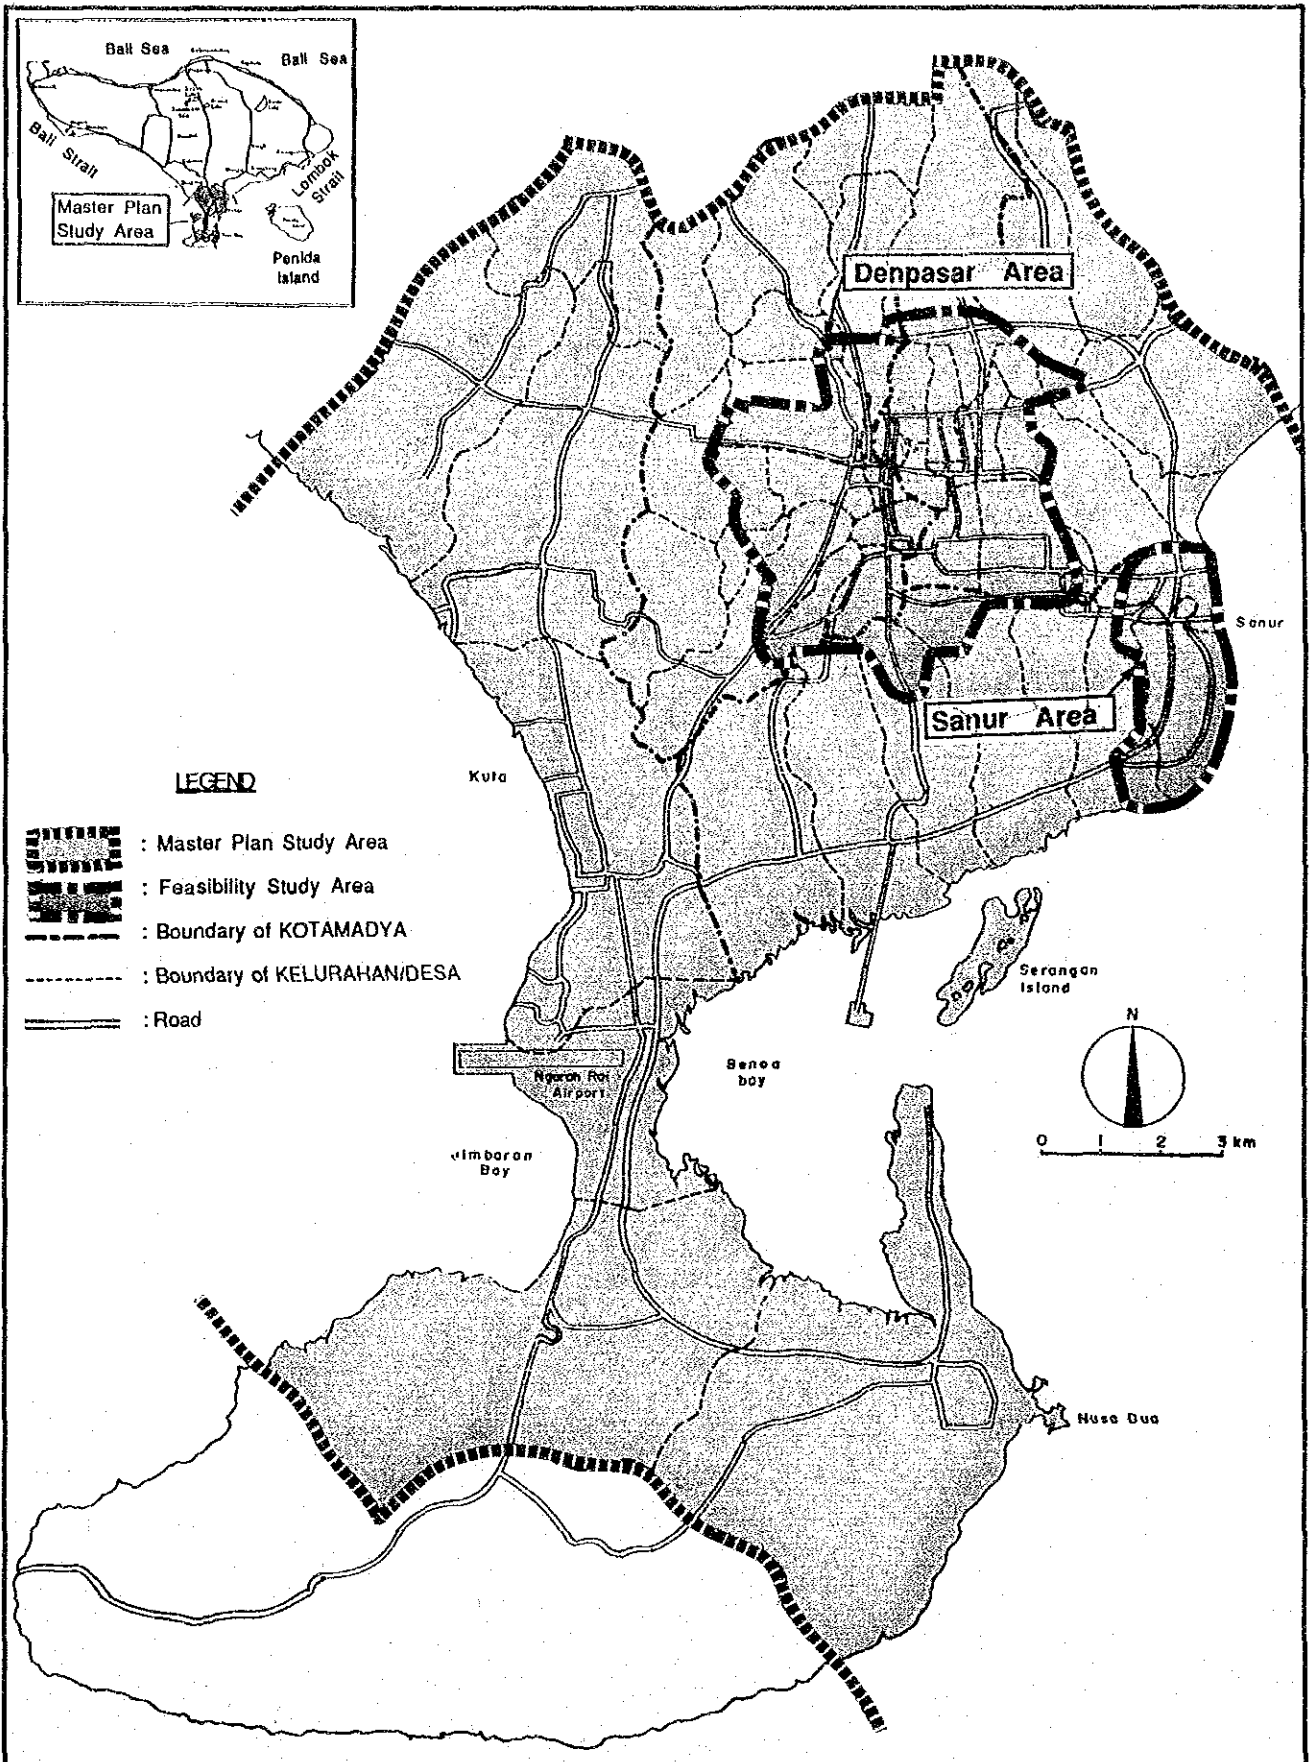 Bali Sea
Bali Sea
Bali Strait
Lombok
Strait
Master Plan
Study Area
Penida
Island
Denpasar Area
Sanur
Sanur Area
Kuta
LEGEND
: Master Plan Study Area
: Feasibility Study Area
: Boundary of KOTAMADYA
: Boundary of KELURAHAN/DESA
: Road
Serangan
Island
N
Benoa
bay
Ngurah Rai
Airport
0 1 2 3 km
Jimbaran
Bay
Nusa Dua